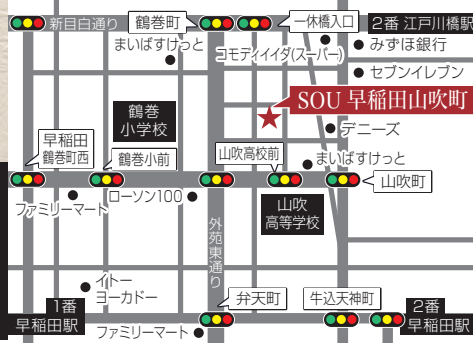 新目白通り
鶴巻町
一休橋入口
2番 江戸川橋駅
まいばすけっと
コモディイイダ(スーパー)
みずほ銀行
セブンイレブン
SOU 早稲田山吹町
鶴巻
小学校
デニーズ
早稲田
鶴巻町西
鶴巻小前
山吹高校前
まいばすけっと
山吹町
ファミリーマート
ローソン100
山吹
高等学校
外苑東通り
イトー
ヨーカドー
弁天町
牛込天神町
1番
早稲田駅
ファミリーマート
2番
早稲田駅